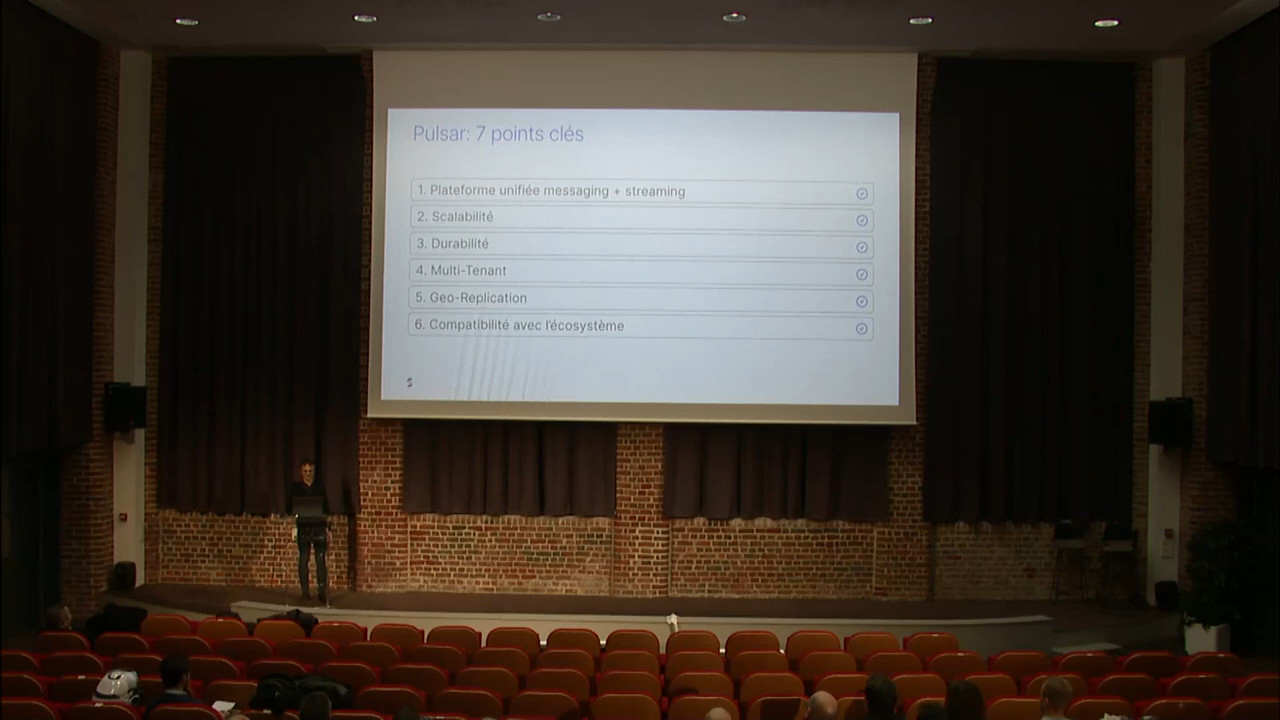 Pulsar: 7 points clés
1. Plateforme unifiée messaging + streaming
2. Scalabilité
3. Durabilité
4. Multi-Tenant
5. Geo-Replication
6. Compatibilité avec l'écosystème